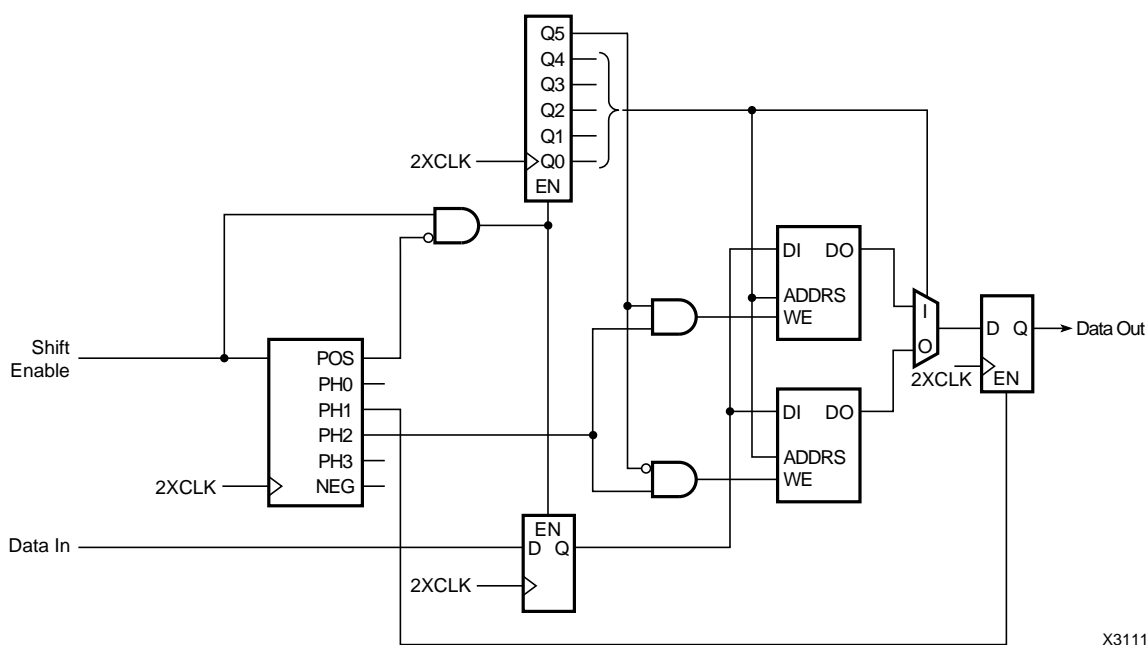 Q5
Q4
Q3
Q2
Q1
2XCLK
Q0
EN
DI
DO
ADDRS
WE
I
O
D
Q
Data Out
2XCLK
EN
Shift
Enable
POS
PH0
PH1
PH2
PH3
NEG
2XCLK
DI
DO
ADDRS
WE
Data In
EN
D
Q
2XCLK
X3111